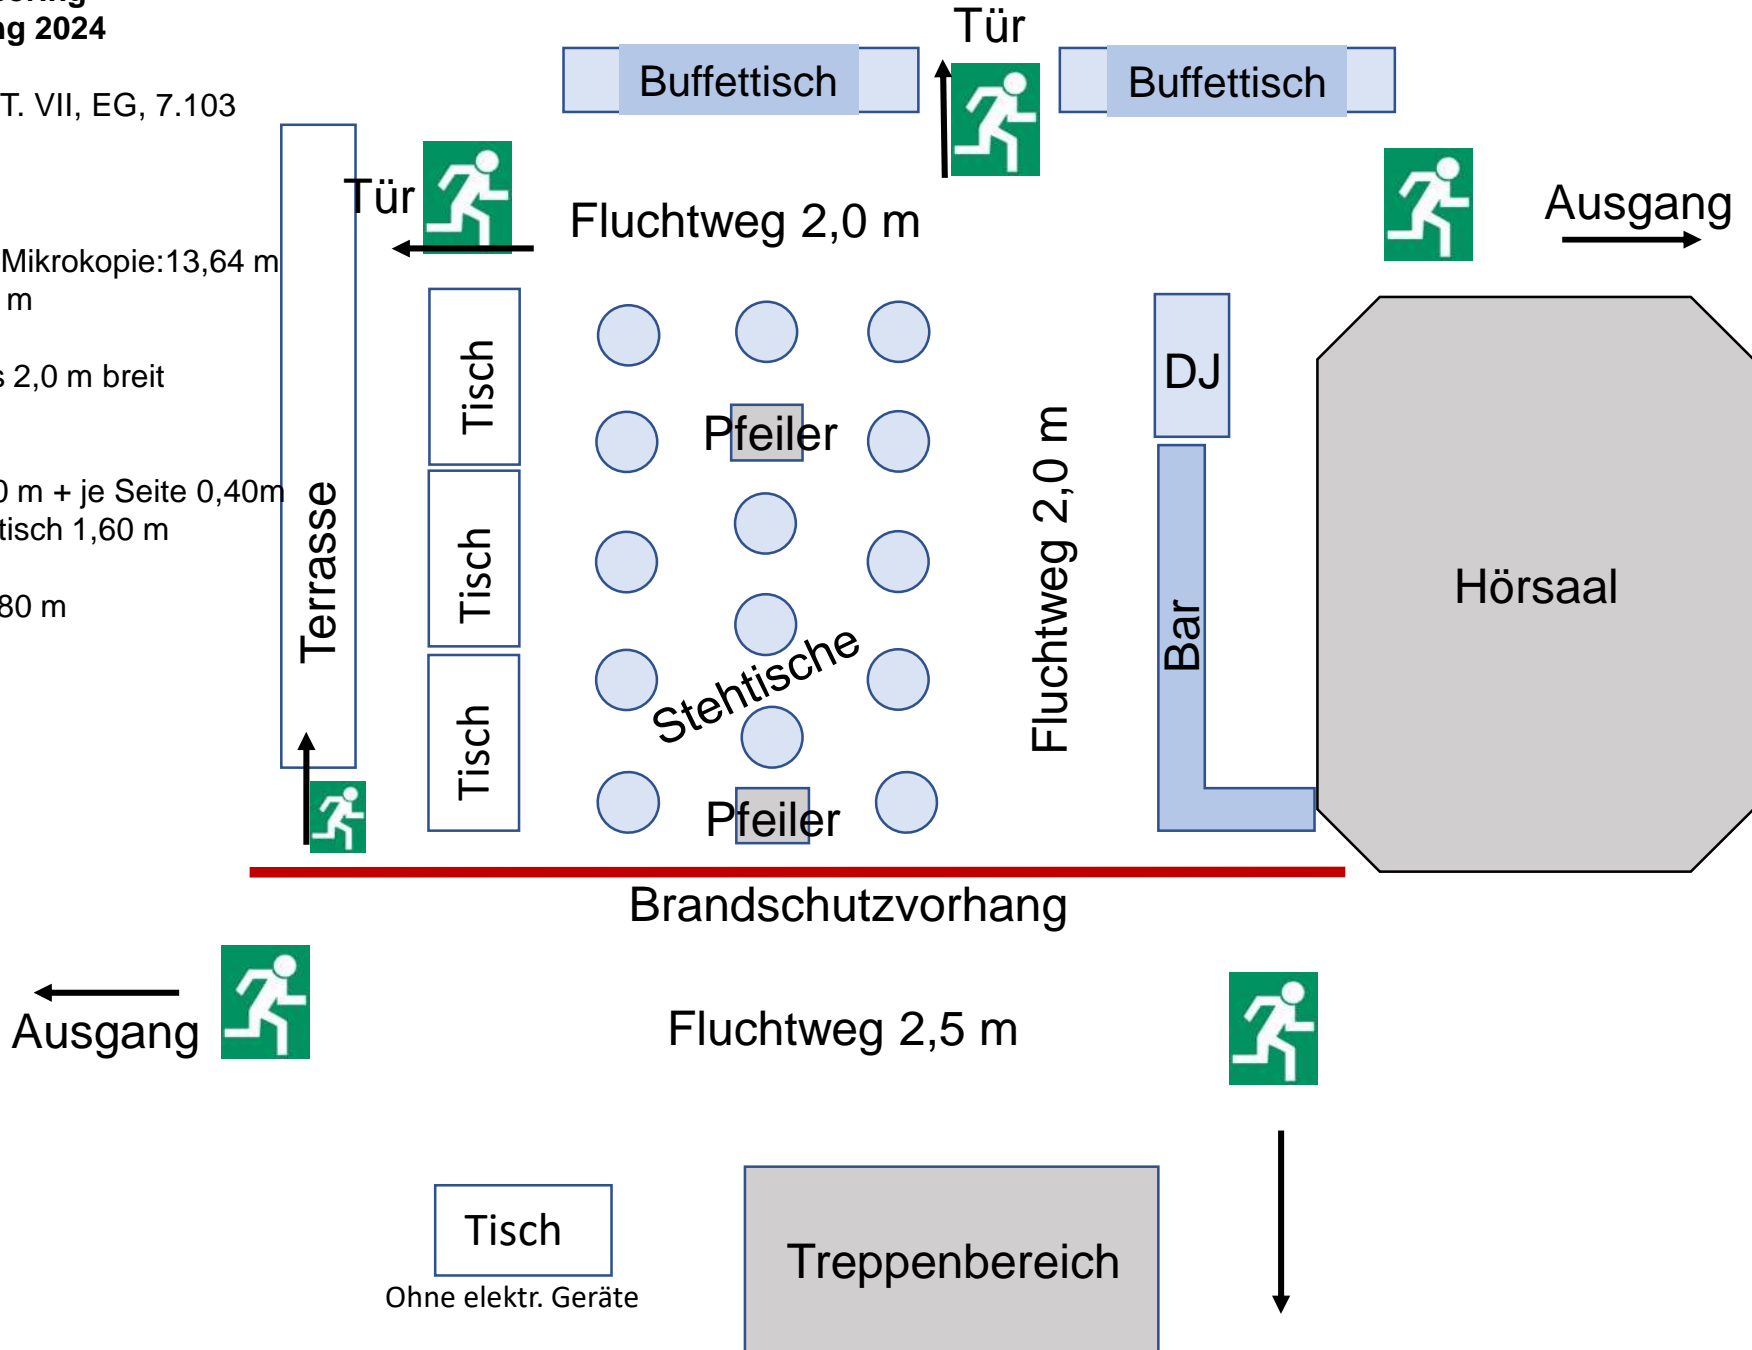 ng 2024
T. VII, EG, 7.103
Mikrokopie:13,64 m
m
s 2,0 m breit
0 m + je Seite 0,40m
tisch 1,60 m
80 m
Tür
Buffettisch
Buffettisch
Tür
Fluchtweg 2,0 m
Ausgang
Terrasse
Tisch
Tisch
Tisch
Pfeiler
Stehtische
Pfeiler
Fluchtweg 2,0 m
DJ
Bar
Hörsaal
Brandschutzvorhang
Ausgang
Fluchtweg 2,5 m
Tisch
Ohne elektr. Geräte
Treppenbereich